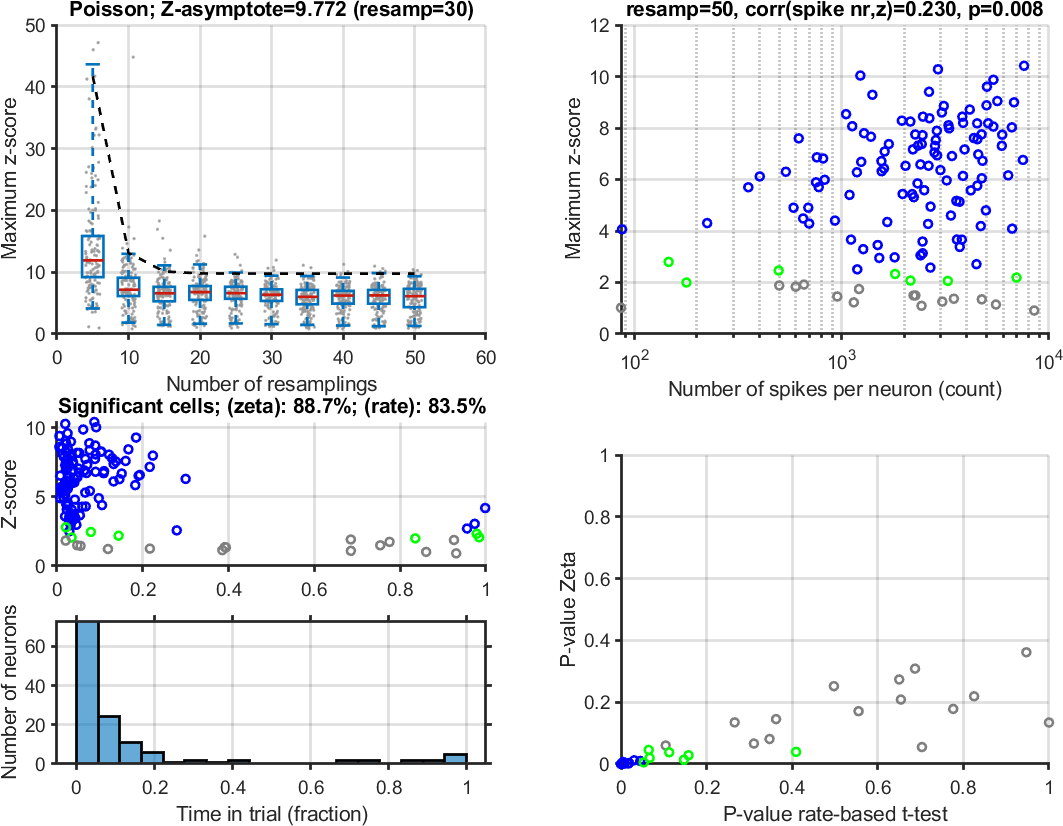 Poisson; Z-asymptote=9.772 (resamp=30)
50
40
30
20
10
0
Maximum z-score
0 10 20 30 40 50 60
Number of resamplings
resamp=50, corr(spike nr,z)=0.230, p=0.008
12
10
8
6
4
2
0
Maximum z-score
10^2 10^3 10^4
Number of spikes per neuron (count)
Significant cells; (zeta): 88.7%; (rate): 83.5%
10
5
0
Z-score
0 0.2 0.4 0.6 0.8 1
60
40
20
0
Number of neurons
0 0.2 0.4 0.6 0.8 1
Time in trial (fraction)
1
0.8
0.6
0.4
0.2
0
P-value Zeta
0 0.2 0.4 0.6 0.8 1
P-value rate-based t-test